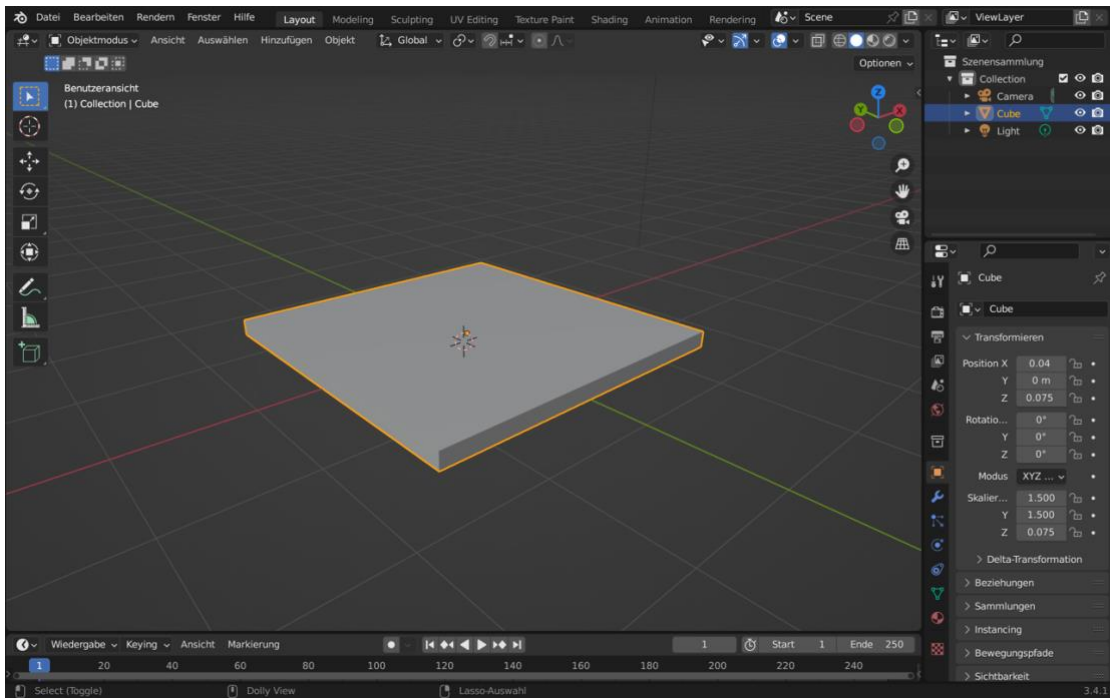 Datei Bearbeiten Rendern Fenster Hilfe Layout Modeling Sculpting UV Editing Texture Paint Shading Animation Rendering Scene ViewLayer
Objektmodus Ansicht Auswählen Hinzufügen Objekt Global
Optionen
Benutzeransicht
(1) Collection | Cube
Z
Y
X
Szenensammlung
Collection
Camera
Cube
Light
Cube
Cube
Transformieren
Position X 0.04
Y 0 m
Z 0.075
Rotatio... 0°
Y 0°
Z 0°
Modus XYZ ...
Skalier... 1.500
Y 1.500
Z 0.075
Delta-Transformation
Beziehungen
Sammlungen
Instancing
Bewegungspfade
Sichtbarkeit
Wiedergabe Keying Ansicht Markierung 1 Start 1 Ende 250
1 20 40 60 80 100 120 140 160 180 200 220 240
Select (Toggle) Dolly View Lasso-Auswahl 3.4.1